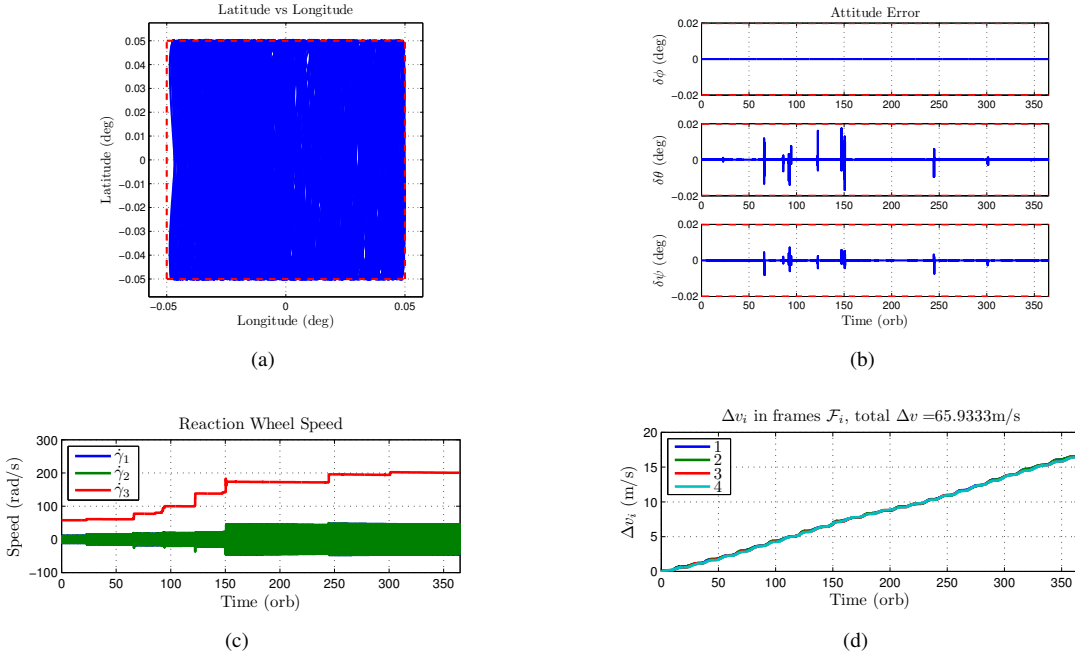 Latitude vs Longitude
0.05
0.04
0.03
0.02
0.01
0
−0.01
−0.02
−0.03
−0.04
−0.05
Latitude (deg)
−0.05 0 0.05
Longitude (deg)
(a)
Attitude Error
0.02
0
−0.02
δϕ (deg)
0 50 100 150 200 250 300 350
0.02
0
−0.02
δθ (deg)
0 50 100 150 200 250 300 350
0.02
0
−0.02
δψ (deg)
0 50 100 150 200 250 300 350
Time (orb)
(b)
Reaction Wheel Speed
300
200
100
0
−100
Speed (rad/s)
γ̇1
γ̇2
γ̇3
0 50 100 150 200 250 300 350
Time (orb)
(c)
Δvi in frames ℱi, total Δv =65.9333m/s
20
15
10
5
0
Δvi (m/s)
1
2
3
4
0 50 100 150 200 250 300 350
Time (orb)
(d)